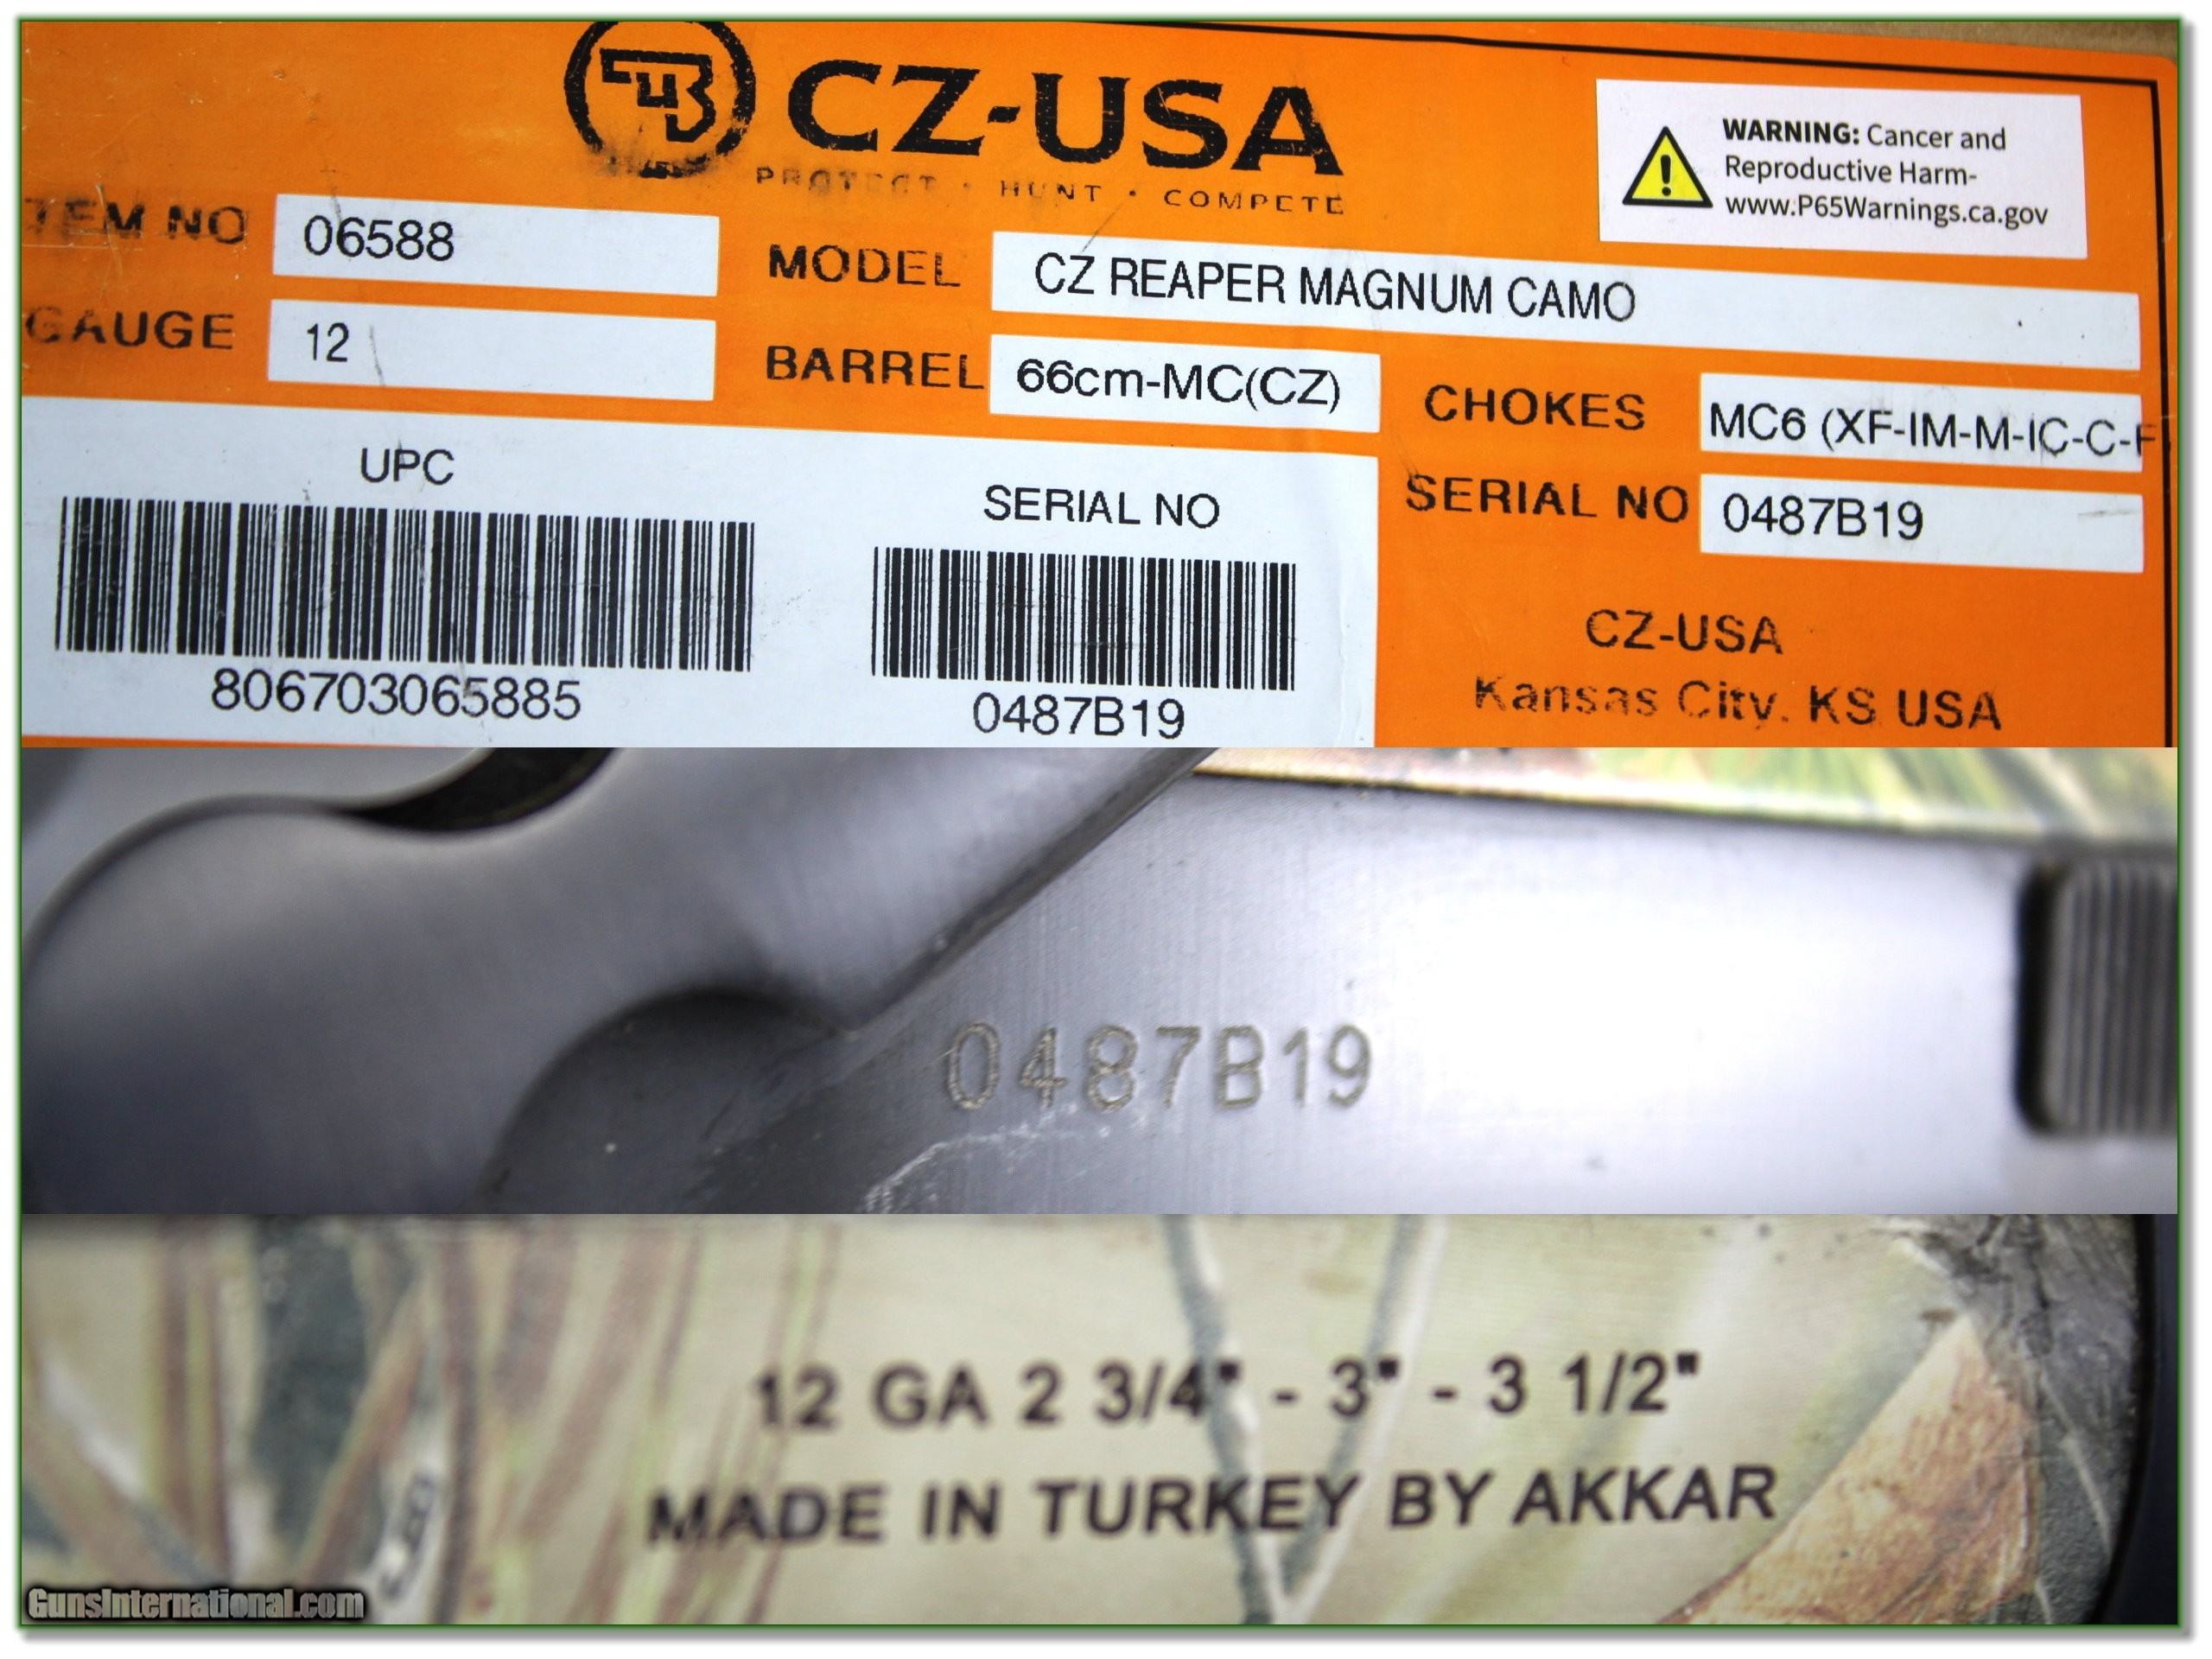 CZ-USA
PROTECT · HUNT · COMPETE
WARNING: Cancer and
Reproductive Harm-
www.P65Warnings.ca.gov
TEM NO 06588
MODEL CZ REAPER MAGNUM CAMO
GAUGE 12
BARREL 66cm-MC(CZ)
CHOKES MC6 (XF-IM-M-IC-C-F
SERIAL NO 0487B19
UPC
806703065885
SERIAL NO
0487B19
CZ-USA
Kansas City. KS USA
0487B19
12 GA 2 3/4" - 3" - 3 1/2"
MADE IN TURKEY BY AKKAR
GunsInternational.com